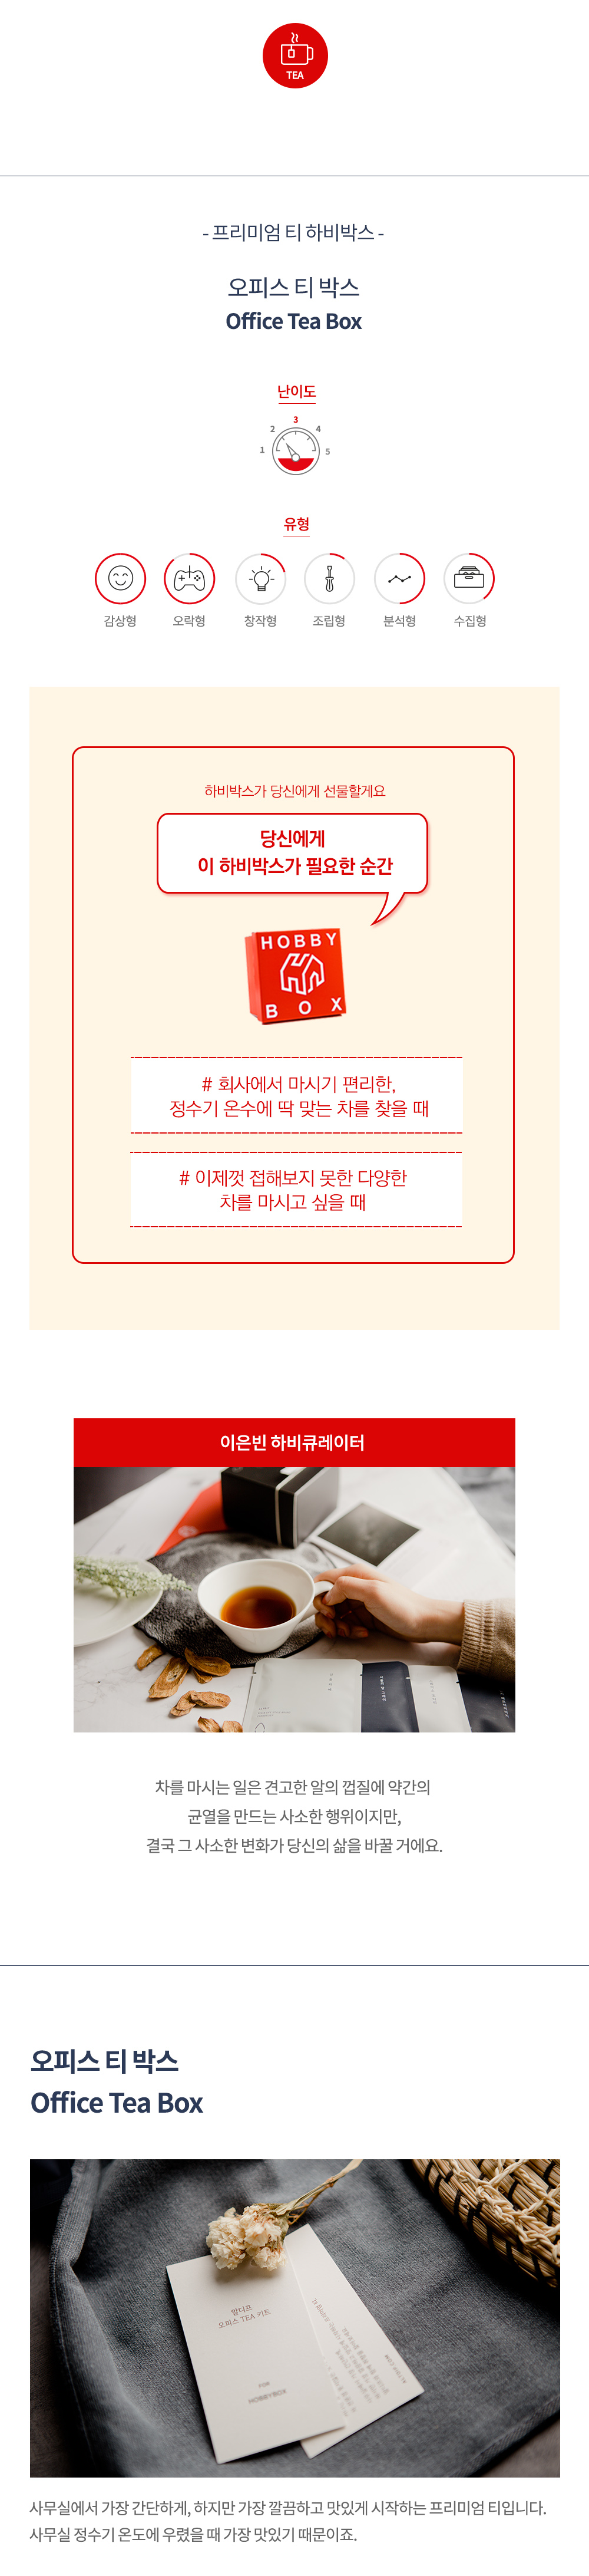 TEA
- 프리미엄 티 하비박스 -
오피스 티 박스
Office Tea Box
난이도
1
2
3
4
5
유형
감상형
오락형
창작형
조립형
분석형
수집형
하비박스가 당신에게 선물할게요
당신에게
이 하비박스가 필요한 순간
HOBBY
BOX
# 회사에서 마시기 편리한,
정수기 온수에 딱 맞는 차를 찾을 때
# 이제껏 접해보지 못한 다양한
차를 마시고 싶을 때
이은빈 하비큐레이터
차를 마시는 일은 견고한 알의 껍질에 약간의
균열을 만드는 사소한 행위이지만,
결국 그 사소한 변화가 당신의 삶을 바꿀 거에요.
오피스 티 박스
Office Tea Box
알디프
오피스 TEA 키트
HOBBYBOX
사무실에서 가장 간단하게, 하지만 가장 깔끔하고 맛있게 시작하는 프리미엄 티입니다.
사무실 정수기 온도에 우렸을 때 가장 맛있기 때문이죠.